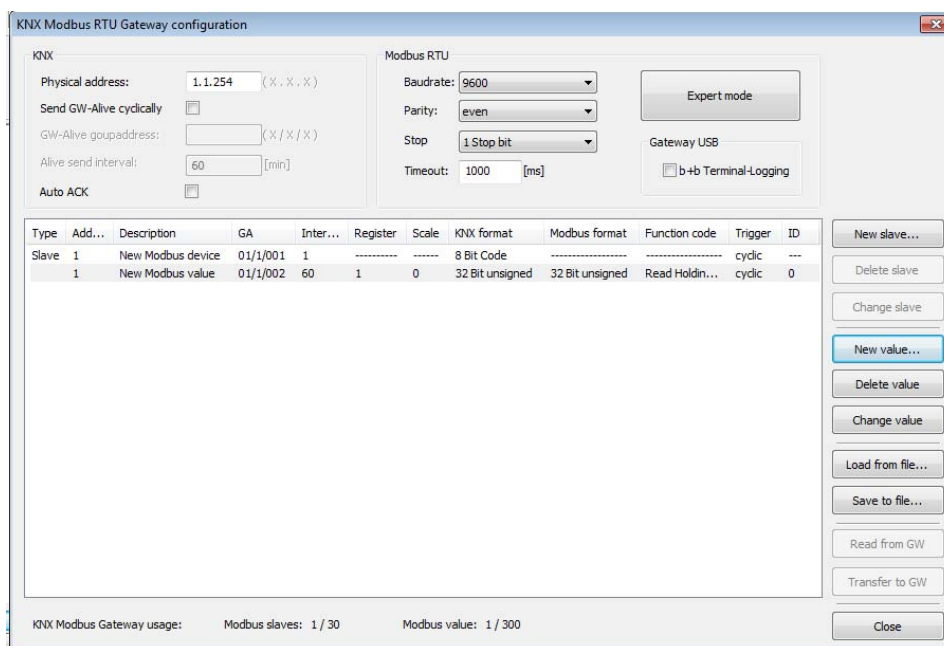 KNX Modbus RTU Gateway configuration
KNX
Physical address: 1.1.254 (X.X.X)
Send GW-Alive cyclically
GW-Alive goupaddress: (X/X/X)
Alive send interval: 60 [min]
Auto ACK
Modbus RTU
Baudrate: 9600
Parity: even
Stop 1 Stop bit
Timeout: 1000 [ms]
Expert mode
Gateway USB
b+b Terminal-Logging
Type Add... Description GA Inter... Register Scale KNX format Modbus format Function code Trigger ID
Slave 1 New Modbus device 01/1/001 1 ---------- ------ 8 Bit Code ------------------ ------------------ cyclic ---
1 New Modbus value 01/1/002 60 1 0 32 Bit unsigned 32 Bit unsigned Read Holdin... cyclic 0
New slave...
Delete slave
Change slave
New value...
Delete value
Change value
Load from file...
Save to file...
Read from GW
Transfer to GW
Close
KNX Modbus Gateway usage: Modbus slaves: 1 / 30 Modbus value: 1 / 300